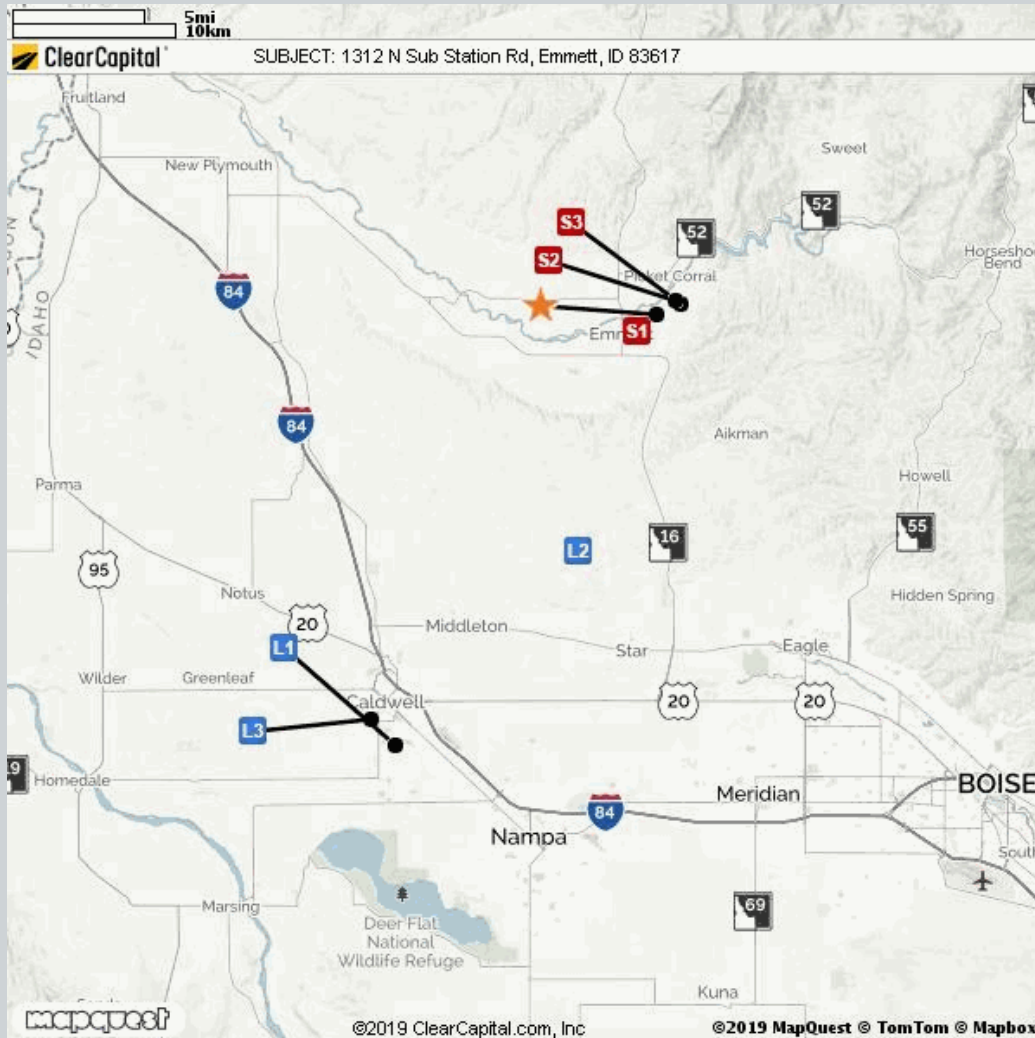 5mi
10km
ClearCapital
SUBJECT: 1312 N Sub Station Rd, Emmett, ID 83617
Fruitland
Sweet
New Plymouth
52
52
S3
Horseshoe
Bend
S2
Picket Corral
84
IDAHO
S1
Emmett
84
Aikman
Howell
Parma
16
55
L2
95
Notus
Hidden Spring
20
Middleton
L1
Star
Eagle
Wilder
Greenleaf
20
20
Caldwell
L3
Homedale
BOISE
Meridian
84
Nampa
South
Marsing
69
Deer Flat
National
Wildlife Refuge
Kuna
mapquest
©2019 ClearCapital.com, Inc
©2019 MapQuest © TomTom © Mapbox